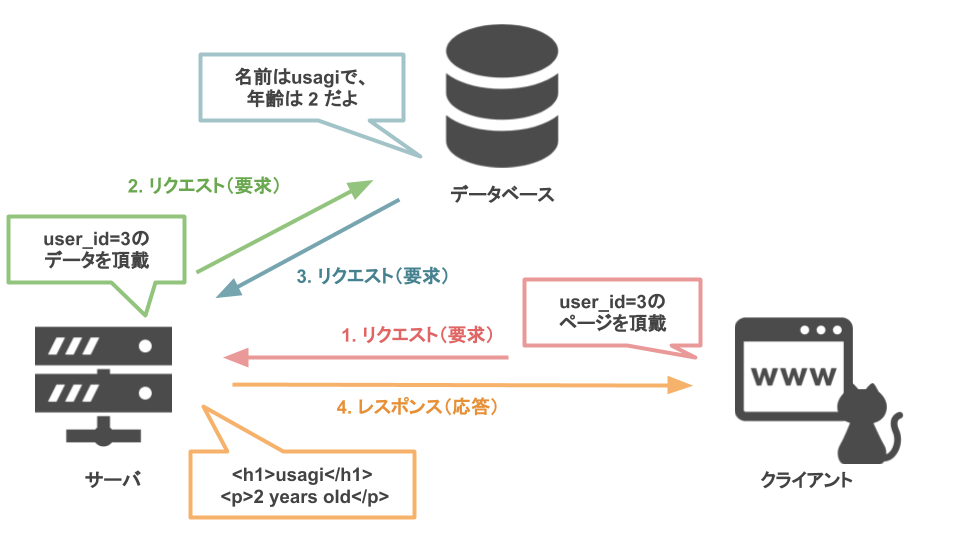 名前はusagiで、
年齢は 2 だよ
データベース
2. リクエスト（要求）
user_id=3の
データを頂戴
3. リクエスト（要求）
user_id=3の
ページを頂戴
1. リクエスト（要求）
www
4. レスポンス（応答）
<h1>usagi</h1>
<p>2 years old</p>
サーバ
クライアント